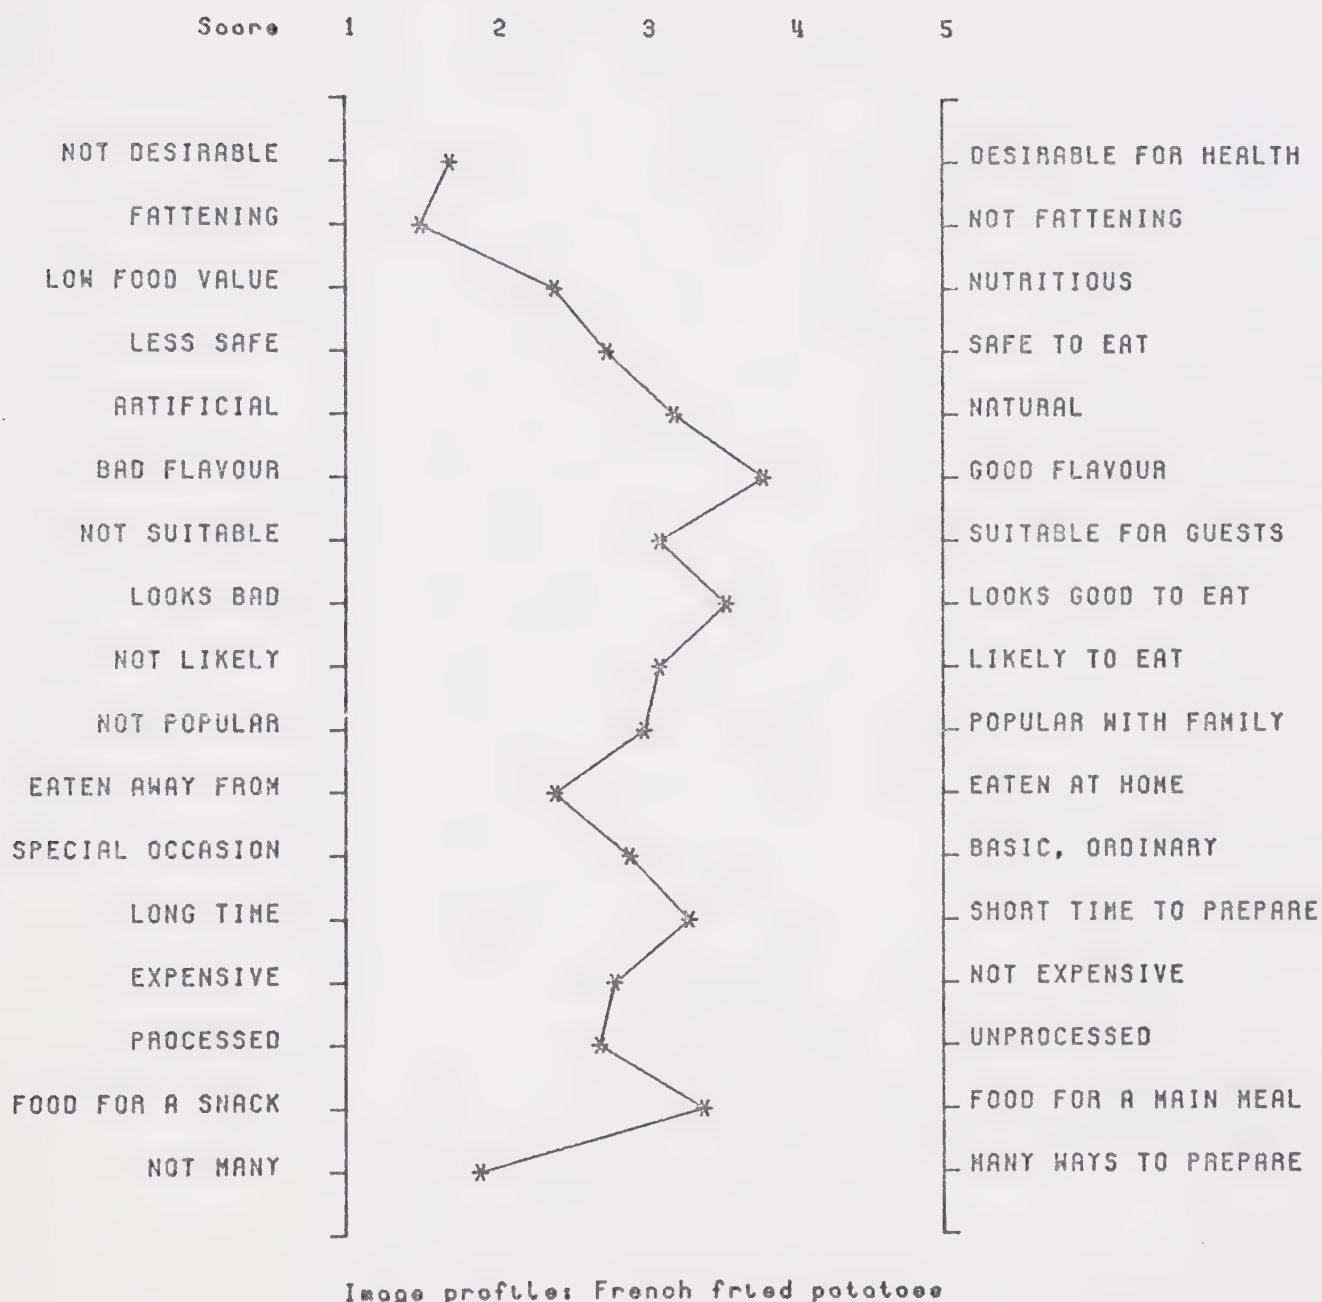 Score 1 2 3 4 5
NOT DESIRABLE DESIRABLE FOR HEALTH
FATTENING NOT FATTENING
LOW FOOD VALUE NUTRITIOUS
LESS SAFE SAFE TO EAT
ARTIFICIAL NATURAL
BAD FLAVOUR GOOD FLAVOUR
NOT SUITABLE SUITABLE FOR GUESTS
LOOKS BAD LOOKS GOOD TO EAT
NOT LIKELY LIKELY TO EAT
NOT POPULAR POPULAR WITH FAMILY
EATEN AWAY FROM EATEN AT HOME
SPECIAL OCCASION BASIC, ORDINARY
LONG TIME SHORT TIME TO PREPARE
EXPENSIVE NOT EXPENSIVE
PROCESSED UNPROCESSED
FOOD FOR A SNACK FOOD FOR A MAIN MEAL
NOT MANY MANY WAYS TO PREPARE
Image profile: French fried potatoes